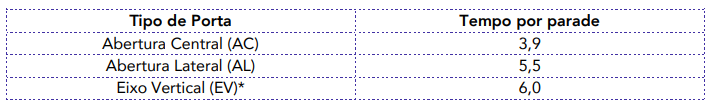 Tipo de Porta Tempo por parade
Abertura Central (AC) 3,9
Abertura Lateral (AL) 5,5
Eixo Vertical (EV)* 6,0